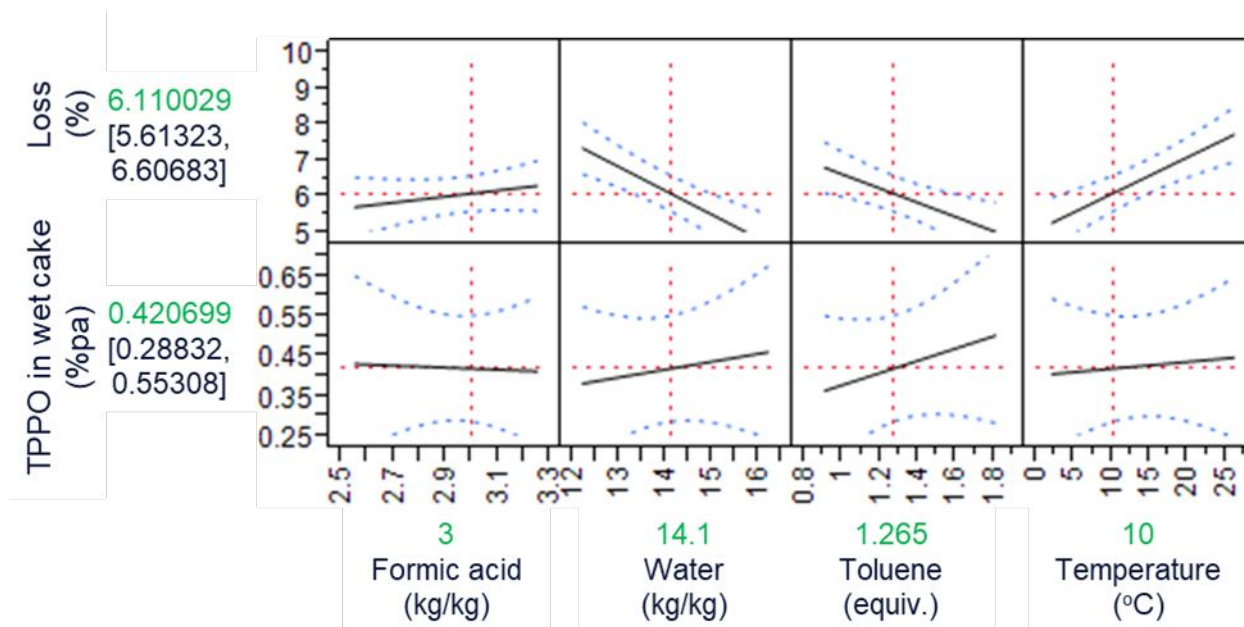 Loss
(%)
6.110029
[5.61323,
6.60683]
10
9
8
7
6
5
TPPO in wet cake
(%pa)
0.420699
[0.28832,
0.55308]
0.65
0.55
0.45
0.35
0.25
2.5 2.7 2.9 3.1 3.3
12 13 14 15 16
0.8 1 1.2 1.4 1.6 1.8
0 5 10 15 20 25
3 14.1 1.265 10
Formic acid Water Toluene Temperature
(kg/kg) (kg/kg) (equiv.) (ºC)